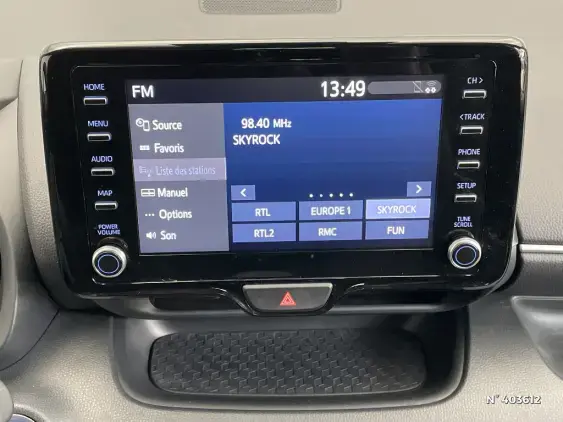 HOME
MENU
AUDIO
MAP
POWER
VOLUME
FM
13:49
Source
Favoris
Liste des stations
Manuel
Options
Son
98.40 MHz
SKYROCK
RTL EUROPE 1 SKYROCK
RTL2 RMC FUN
CH >
< TRACK
PHONE
SETUP
TUNE
SCROLL
N° 403612